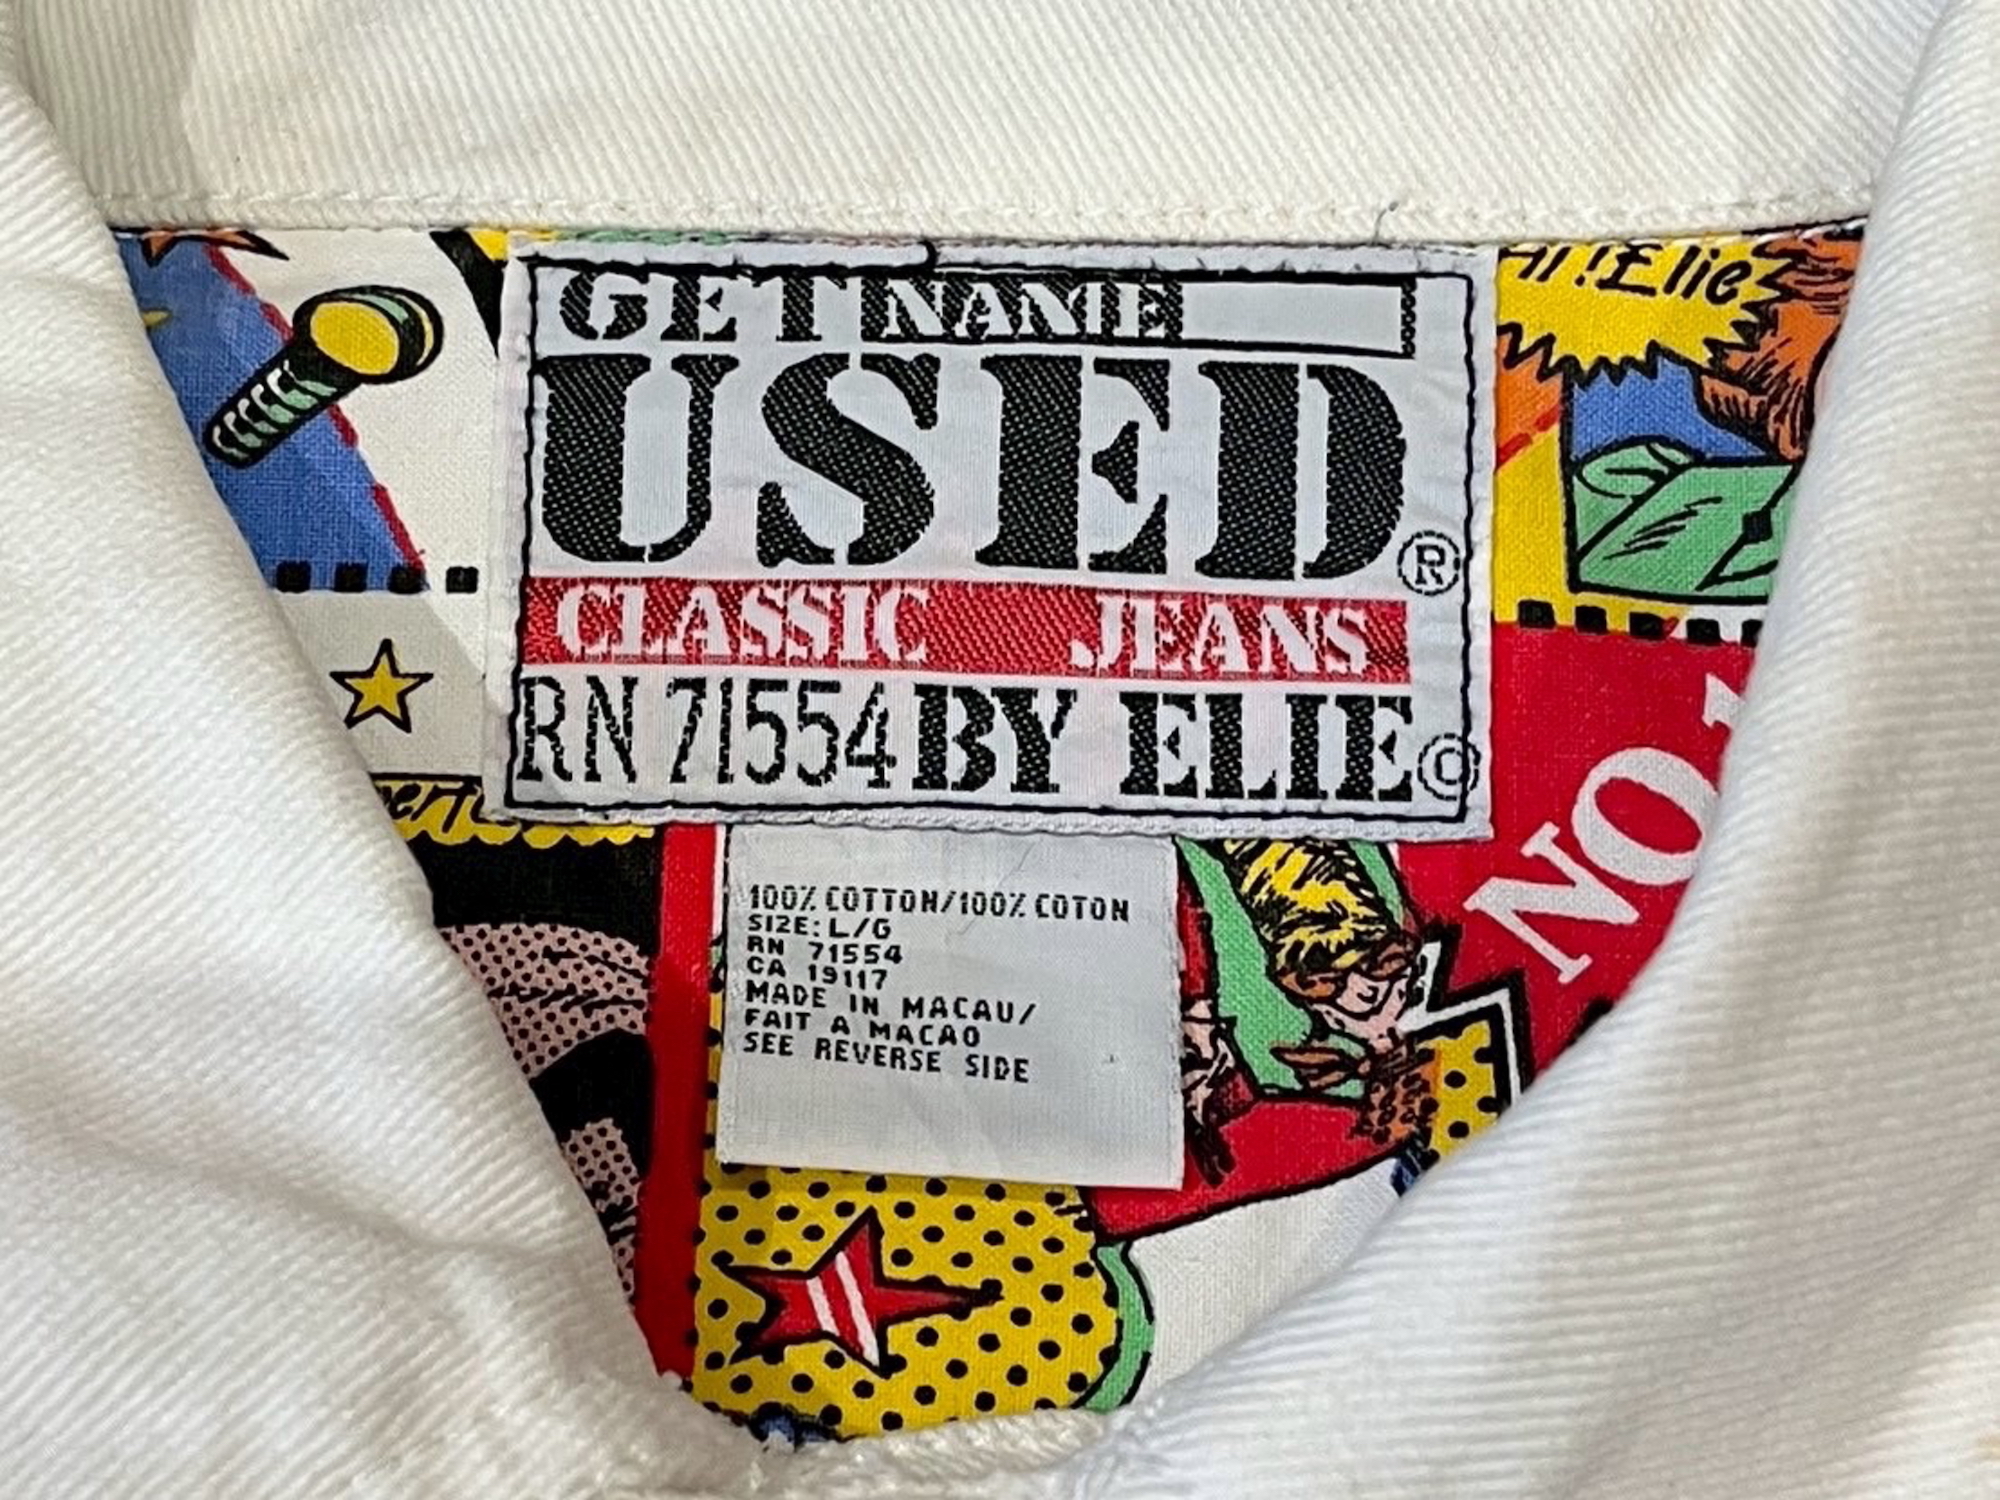 GET NAME
USED®
CLASSIC JEANS
RN 71554 BY ELIE©
100% COTTON/100% COTON
SIZE: L/G
RN 71554
CA 19117
MADE IN MACAU/
FAIT A MACAO
SEE REVERSE SIDE
Elie
NO